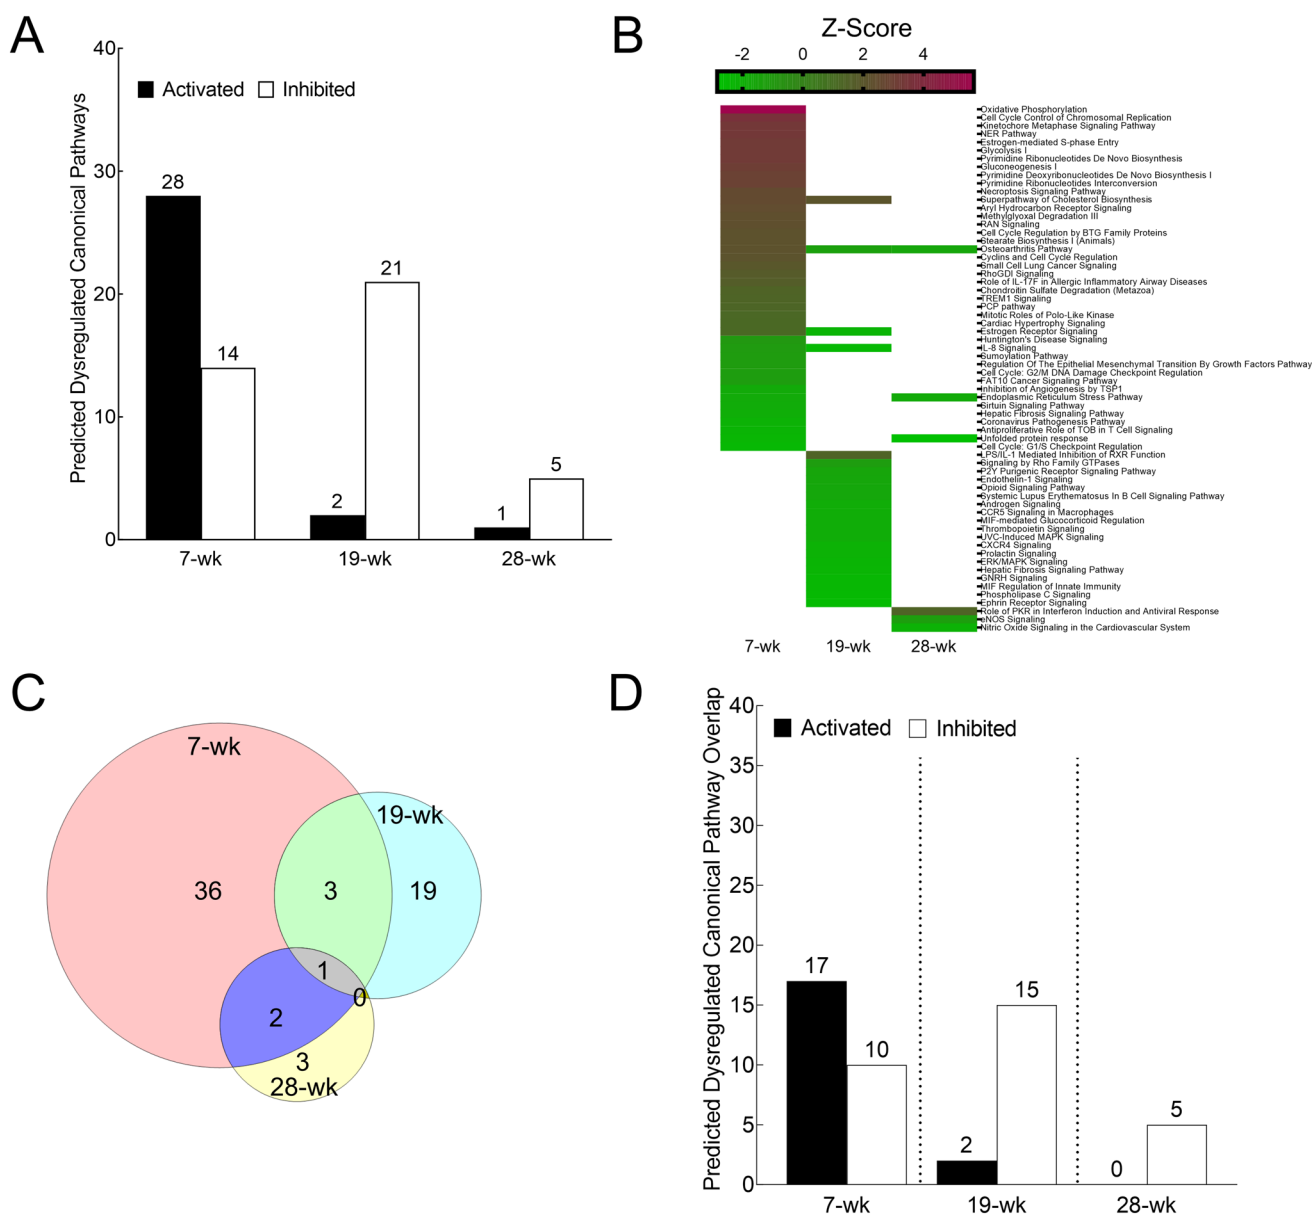 A
Predicted Dysregulated Canonical Pathways
40
30
20
10
0
Activated
Inhibited
28
14
2
21
1
5
7-wk
19-wk
28-wk
B
Z-Score
-2
0
2
4
Oxidative Phosphorylation
Cell Cycle Control of Chromosomal Replication
Kinetochore Metaphase Signaling Pathway
NER Pathway
Estrogen-mediated S-phase Entry
Glycolysis I
Pyrimidine Ribonucleotides De Novo Biosynthesis
Gluconeogenesis I
Pyrimidine Deoxyribonucleotides De Novo Biosynthesis I
Pyrimidine Ribonucleotides Interconversion
Necroptosis Signaling Pathway
Superpathway of Cholesterol Biosynthesis
Aryl Hydrocarbon Receptor Signaling
Methylglyoxal Degradation III
RAN Signaling
Cell Cycle Regulation by BTG Family Proteins
Stearate Biosynthesis I (Animals)
Osteoarthritis Pathway
Cyclins and Cell Cycle Regulation
Small Cell Lung Cancer Signaling
RhoGDI Signaling
Role of IL-17F in Allergic Inflammatory Airway Diseases
Chondroitin Sulfate Degradation (Metazoa)
TREM1 Signaling
PCP pathway
Mitotic Roles of Polo-Like Kinase
Cardiac Hypertrophy Signaling
Estrogen Receptor Signaling
Huntington's Disease Signaling
IL-8 Signaling
Sumoylation Pathway
Regulation Of The Epithelial Mesenchymal Transition By Growth Factors Pathway
Cell Cycle: G2/M DNA Damage Checkpoint Regulation
FAT10 Cancer Signaling Pathway
Inhibition of Angiogenesis by TSP1
Endoplasmic Reticulum Stress Pathway
Sirtuin Signaling Pathway
Hepatic Fibrosis Signaling Pathway
Coronavirus Pathogenesis Pathway
Antiproliferative Role of TOB in T Cell Signaling
Unfolded protein response
Cell Cycle: G1/S Checkpoint Regulation
LPS/IL-1 Mediated Inhibition of RXR Function
Signaling by Rho Family GTPases
P2Y Purigenic Receptor Signaling Pathway
Endothelin-1 Signaling
Opioid Signaling Pathway
Systemic Lupus Erythematosus In B Cell Signaling Pathway
Androgen Signaling
CCR5 Signaling in Macrophages
MIF-mediated Glucocorticoid Regulation
Thrombopoietin Signaling
UVC-Induced MAPK Signaling
CXCR4 Signaling
Prolactin Signaling
ERK/MAPK Signaling
Hepatic Fibrosis Signaling Pathway
GNRH Signaling
MIF Regulation of Innate Immunity
Phospholipase C Signaling
Ephrin Receptor Signaling
Role of PKR in Interferon Induction and Antiviral Response
eNOS Signaling
Nitric Oxide Signaling in the Cardiovascular System
7-wk
19-wk
28-wk
C
7-wk
19-wk
36
3
19
1
0
2
3
28-wk
D
Predicted Dysregulated Canonical Pathway Overlap
40
35
30
25
20
15
10
5
0
Activated
Inhibited
17
10
2
15
0
5
7-wk
19-wk
28-wk